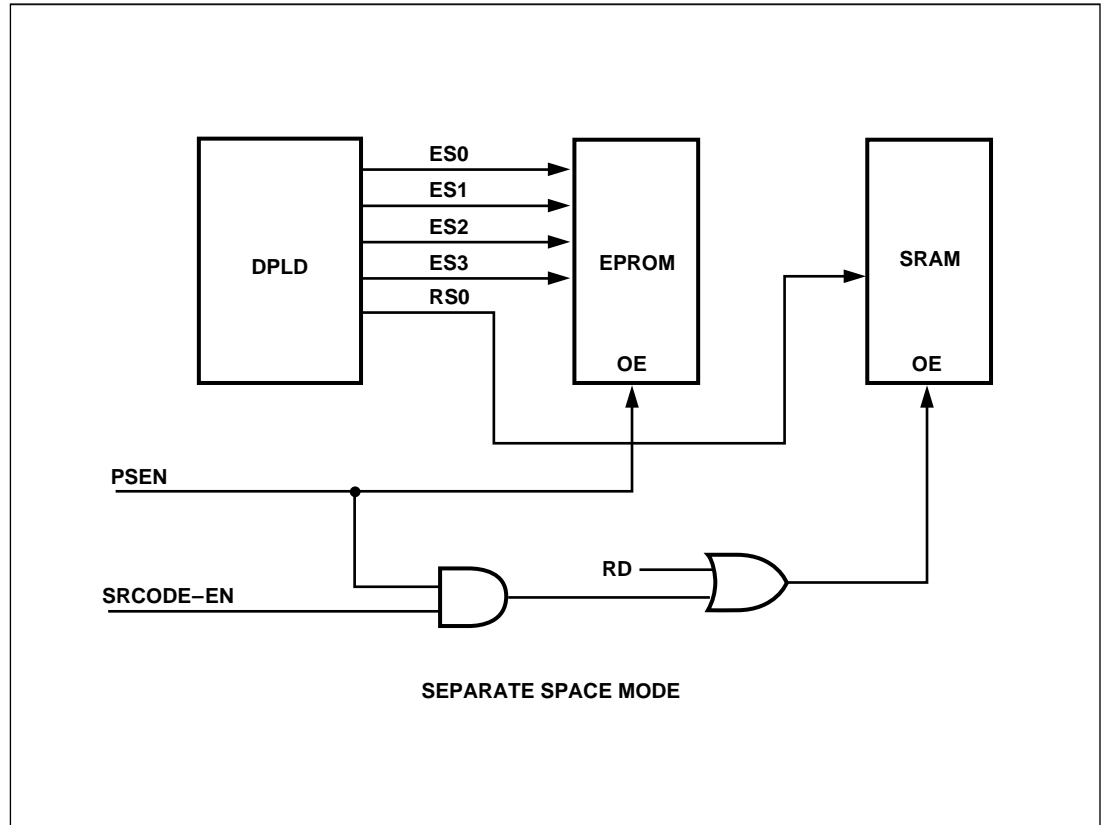 ES0
ES1
ES2
ES3
RS0
DPLD
EPROM
OE
SRAM
OE
PSEN
SRCODE–EN
RD
SEPARATE SPACE MODE